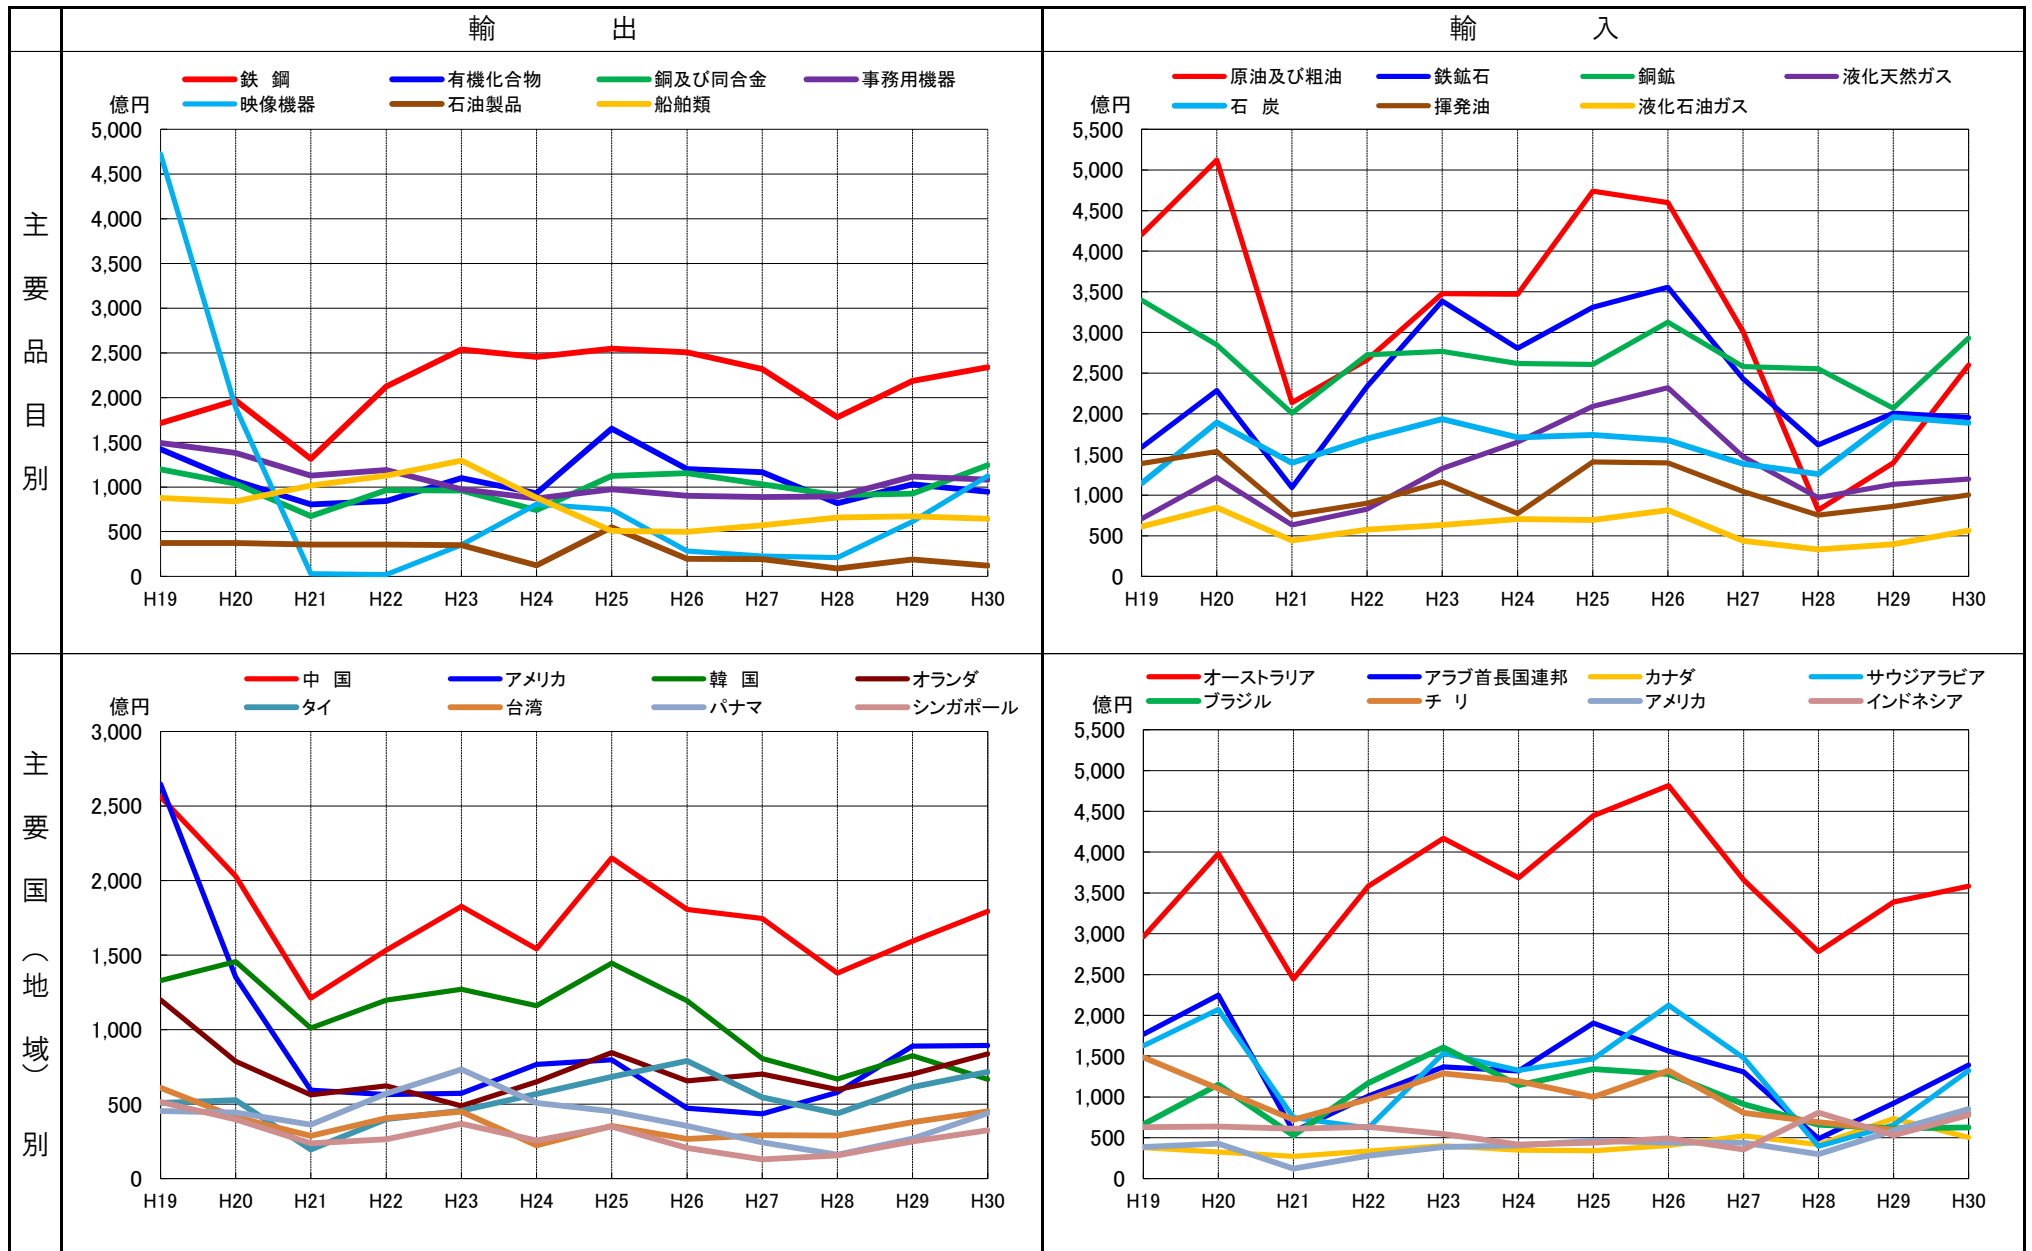 輸　出
輸　入
主要品目別
鉄　鋼　有機化合物　銅及び同合金　事務用機器
映像機器　石油製品　船舶類
億円
5,000
4,500
4,000
3,500
3,000
2,500
2,000
1,500
1,000
500
0
H19 H20 H21 H22 H23 H24 H25 H26 H27 H28 H29 H30
原油及び粗油　鉄鉱石　銅鉱　液化天然ガス
石　炭　揮発油　液化石油ガス
億円
5,500
5,000
4,500
4,000
3,500
3,000
2,500
2,000
1,500
1,000
500
0
H19 H20 H21 H22 H23 H24 H25 H26 H27 H28 H29 H30
主要国（地域）別
中　国　アメリカ　韓　国　オランダ
タイ　台湾　パナマ　シンガポール
億円
3,000
2,500
2,000
1,500
1,000
500
0
H19 H20 H21 H22 H23 H24 H25 H26 H27 H28 H29 H30
オーストラリア　アラブ首長国連邦　カナダ　サウジアラビア
ブラジル　チ　リ　アメリカ　インドネシア
億円
5,500
5,000
4,500
4,000
3,500
3,000
2,500
2,000
1,500
1,000
500
0
H19 H20 H21 H22 H23 H24 H25 H26 H27 H28 H29 H30